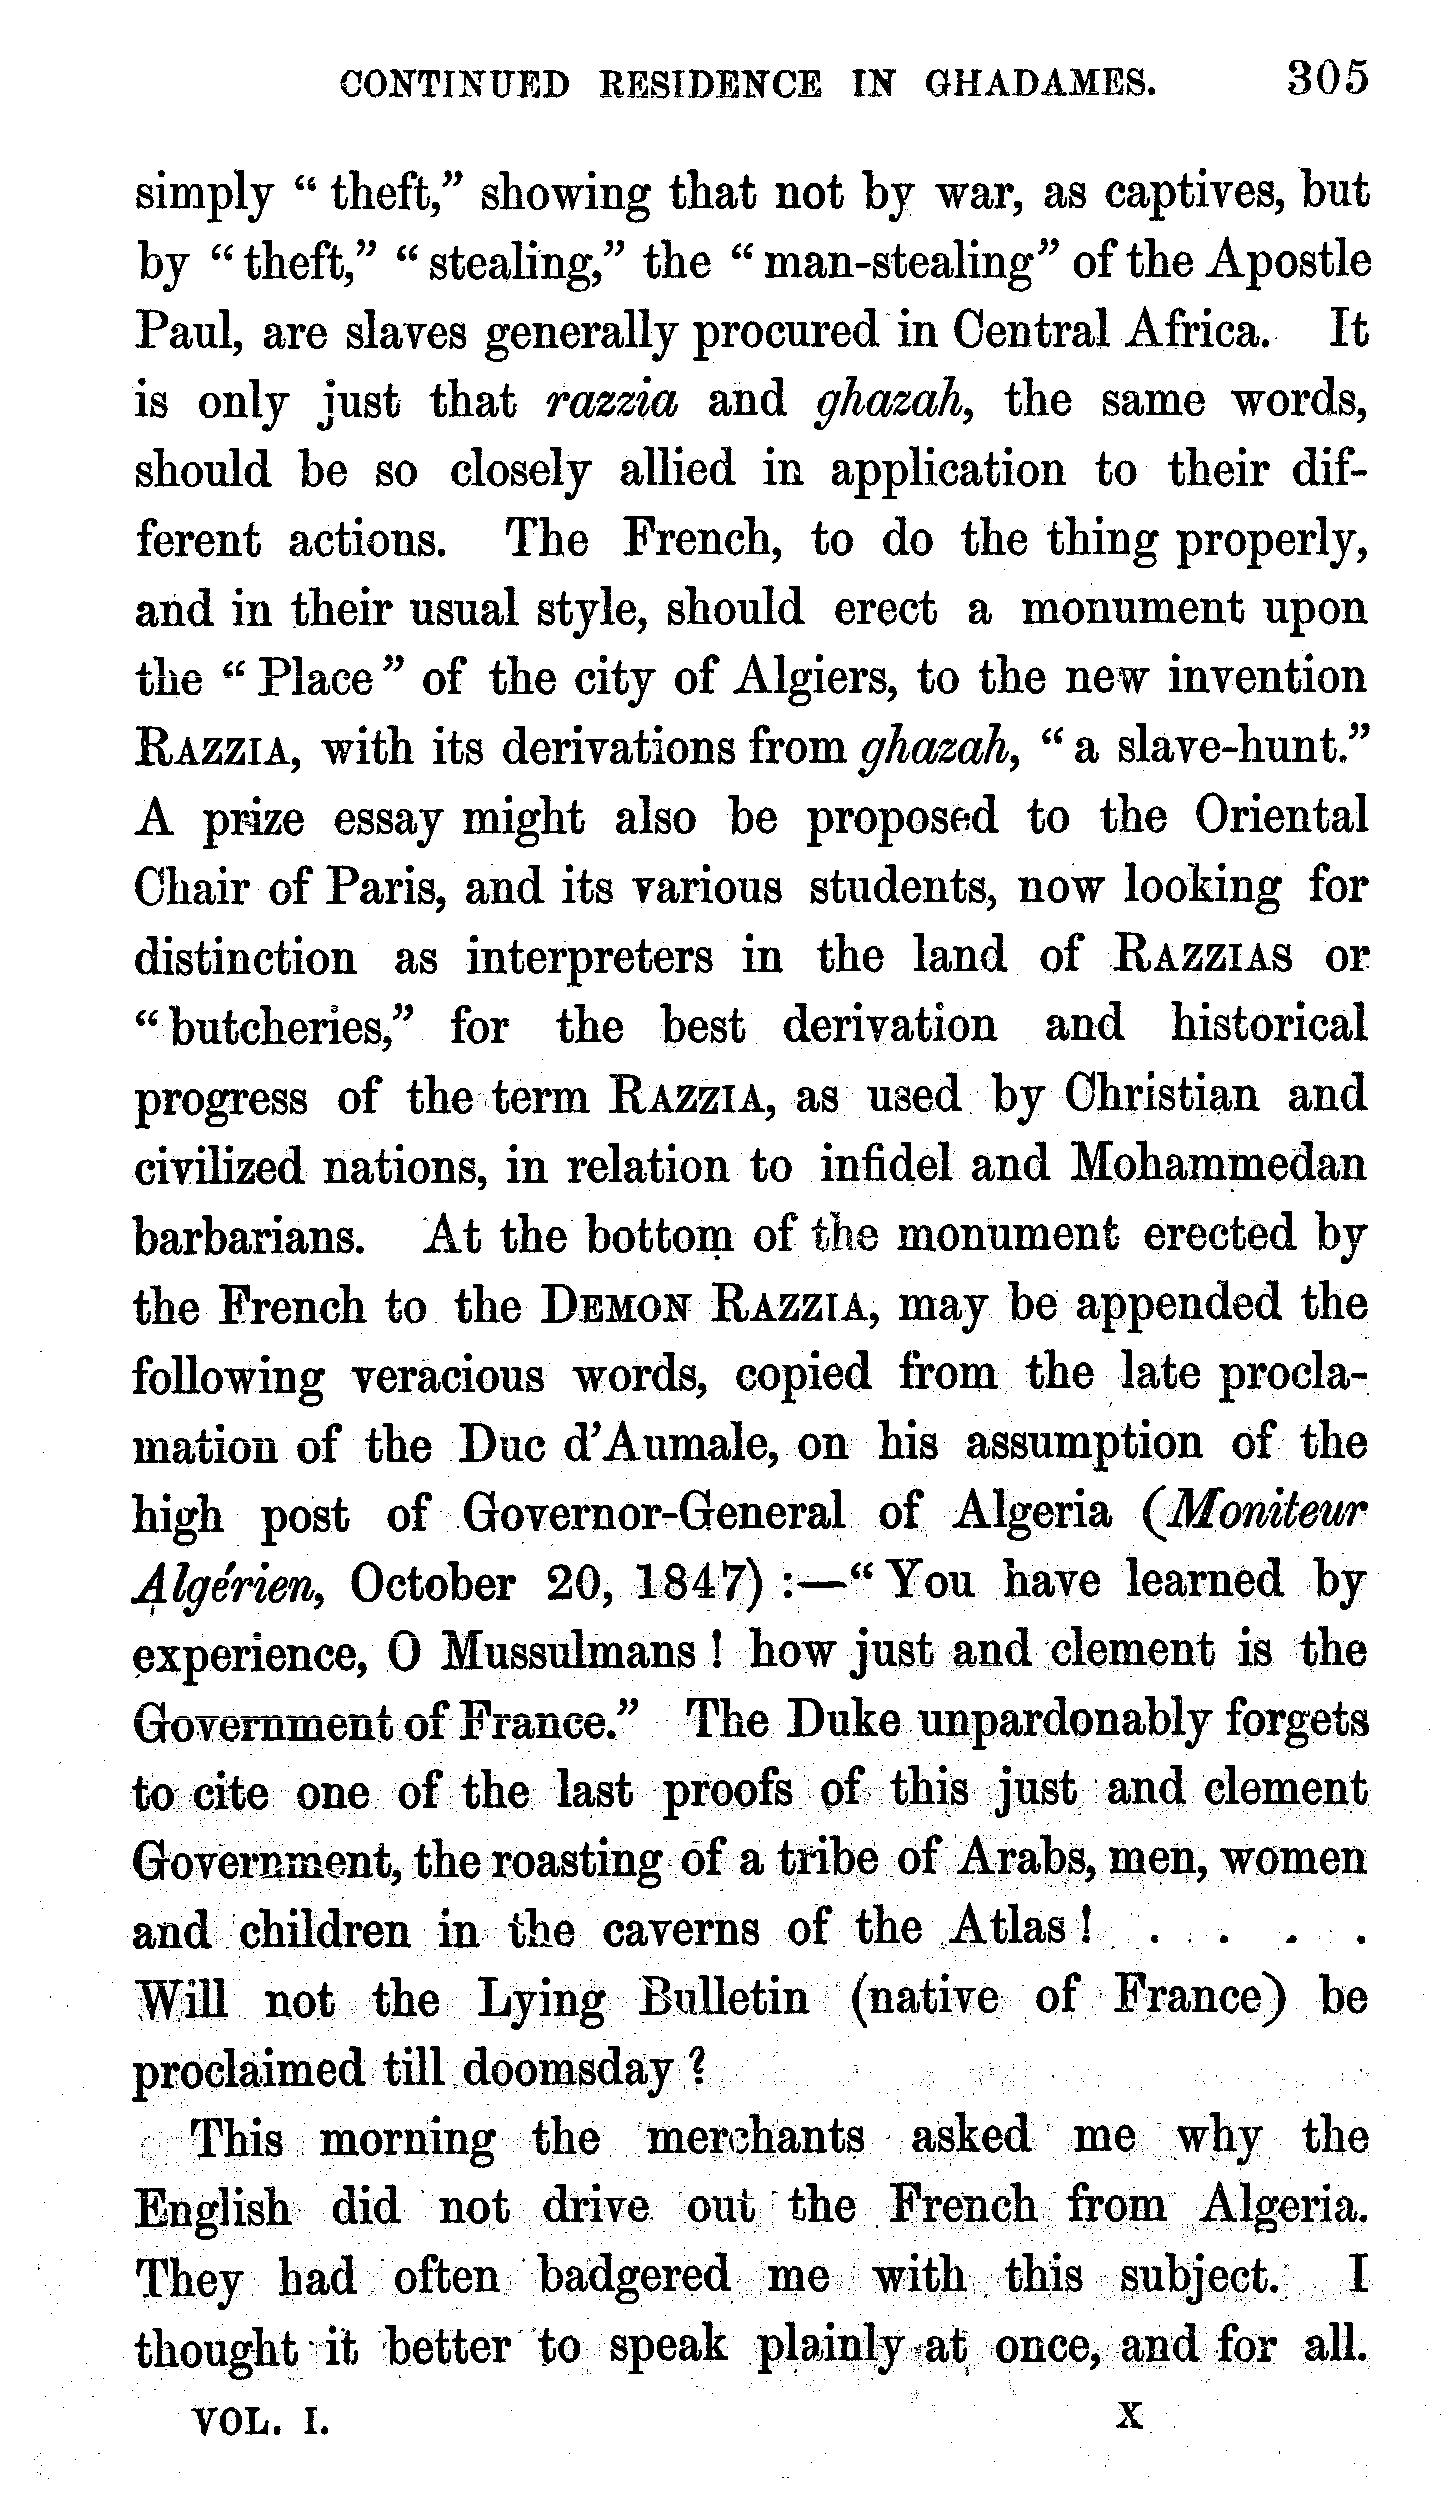 CONTINUED RESIDENCE IN GHADAMES. 305
simply “ theft,” showing that not by war, as captives, but
by “ theft,” “ stealing,” the “ man-stealing” of the Apostle
Paul, are slaves generally procured in Central Africa. It
is only just that razzia and ghazah, the same words,
should be so closely allied in application to their dif-
ferent actions. The French, to do the thing properly,
and in their usual style, should erect a monument upon
the “ Place ” of the city of Algiers, to the new invention
RAZZIA, with its derivations from ghazah, “ a slave-hunt.”
A prize essay might also be proposed to the Oriental
Chair of Paris, and its various students, now looking for
distinction as interpreters in the land of RAZZIAS or
“ butcheries,” for the best derivation and historical
progress of the term RAZZIA, as used by Christian and
civilized nations, in relation to infidel and Mohammedan
barbarians. At the bottom of the monument erected by
the French to the DEMON RAZZIA, may be appended the
following veracious words, copied from the late procla-
mation of the Duc d’Aumale, on his assumption of the
high post of Governor-General of Algeria (Moniteur
Algérien, October 20, 1847) :—“ You have learned by
experience, O Mussulmans ! how just and clement is the
Government of France.” The Duke unpardonably forgets
to cite one of the last proofs of this just and clement
Government, the roasting of a tribe of Arabs, men, women
and children in the caverns of the Atlas ! . . . .
Will not the Lying Bulletin (native of France) be
proclaimed till doomsday ?
This morning the merchants asked me why the
English did not drive out the French from Algeria.
They had often badgered me with this subject. I
thought it better to speak plainly at once, and for all.
VOL. I. X